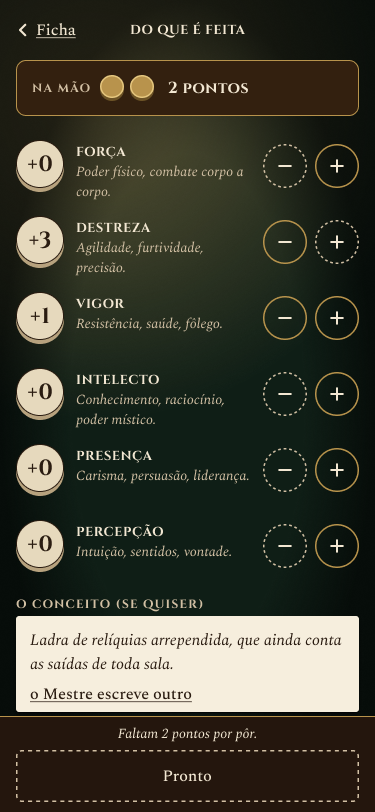 Ficha
DO QUE É FEITA
NA MÃO 2 PONTOS
+0 FORÇA
Poder físico, combate corpo a
corpo.
+3 DESTREZA
Agilidade, furtividade,
precisão.
+1 VIGOR
Resistência, saúde, fôlego.
+0 INTELECTO
Conhecimento, raciocínio,
poder místico.
+0 PRESENÇA
Carisma, persuasão, liderança.
+0 PERCEPÇÃO
Intuição, sentidos, vontade.
O CONCEITO (SE QUISER)
Ladra de relíquias arrependida, que ainda conta
as saídas de toda sala.
o Mestre escreve outro
Faltam 2 pontos por pôr.
Pronto